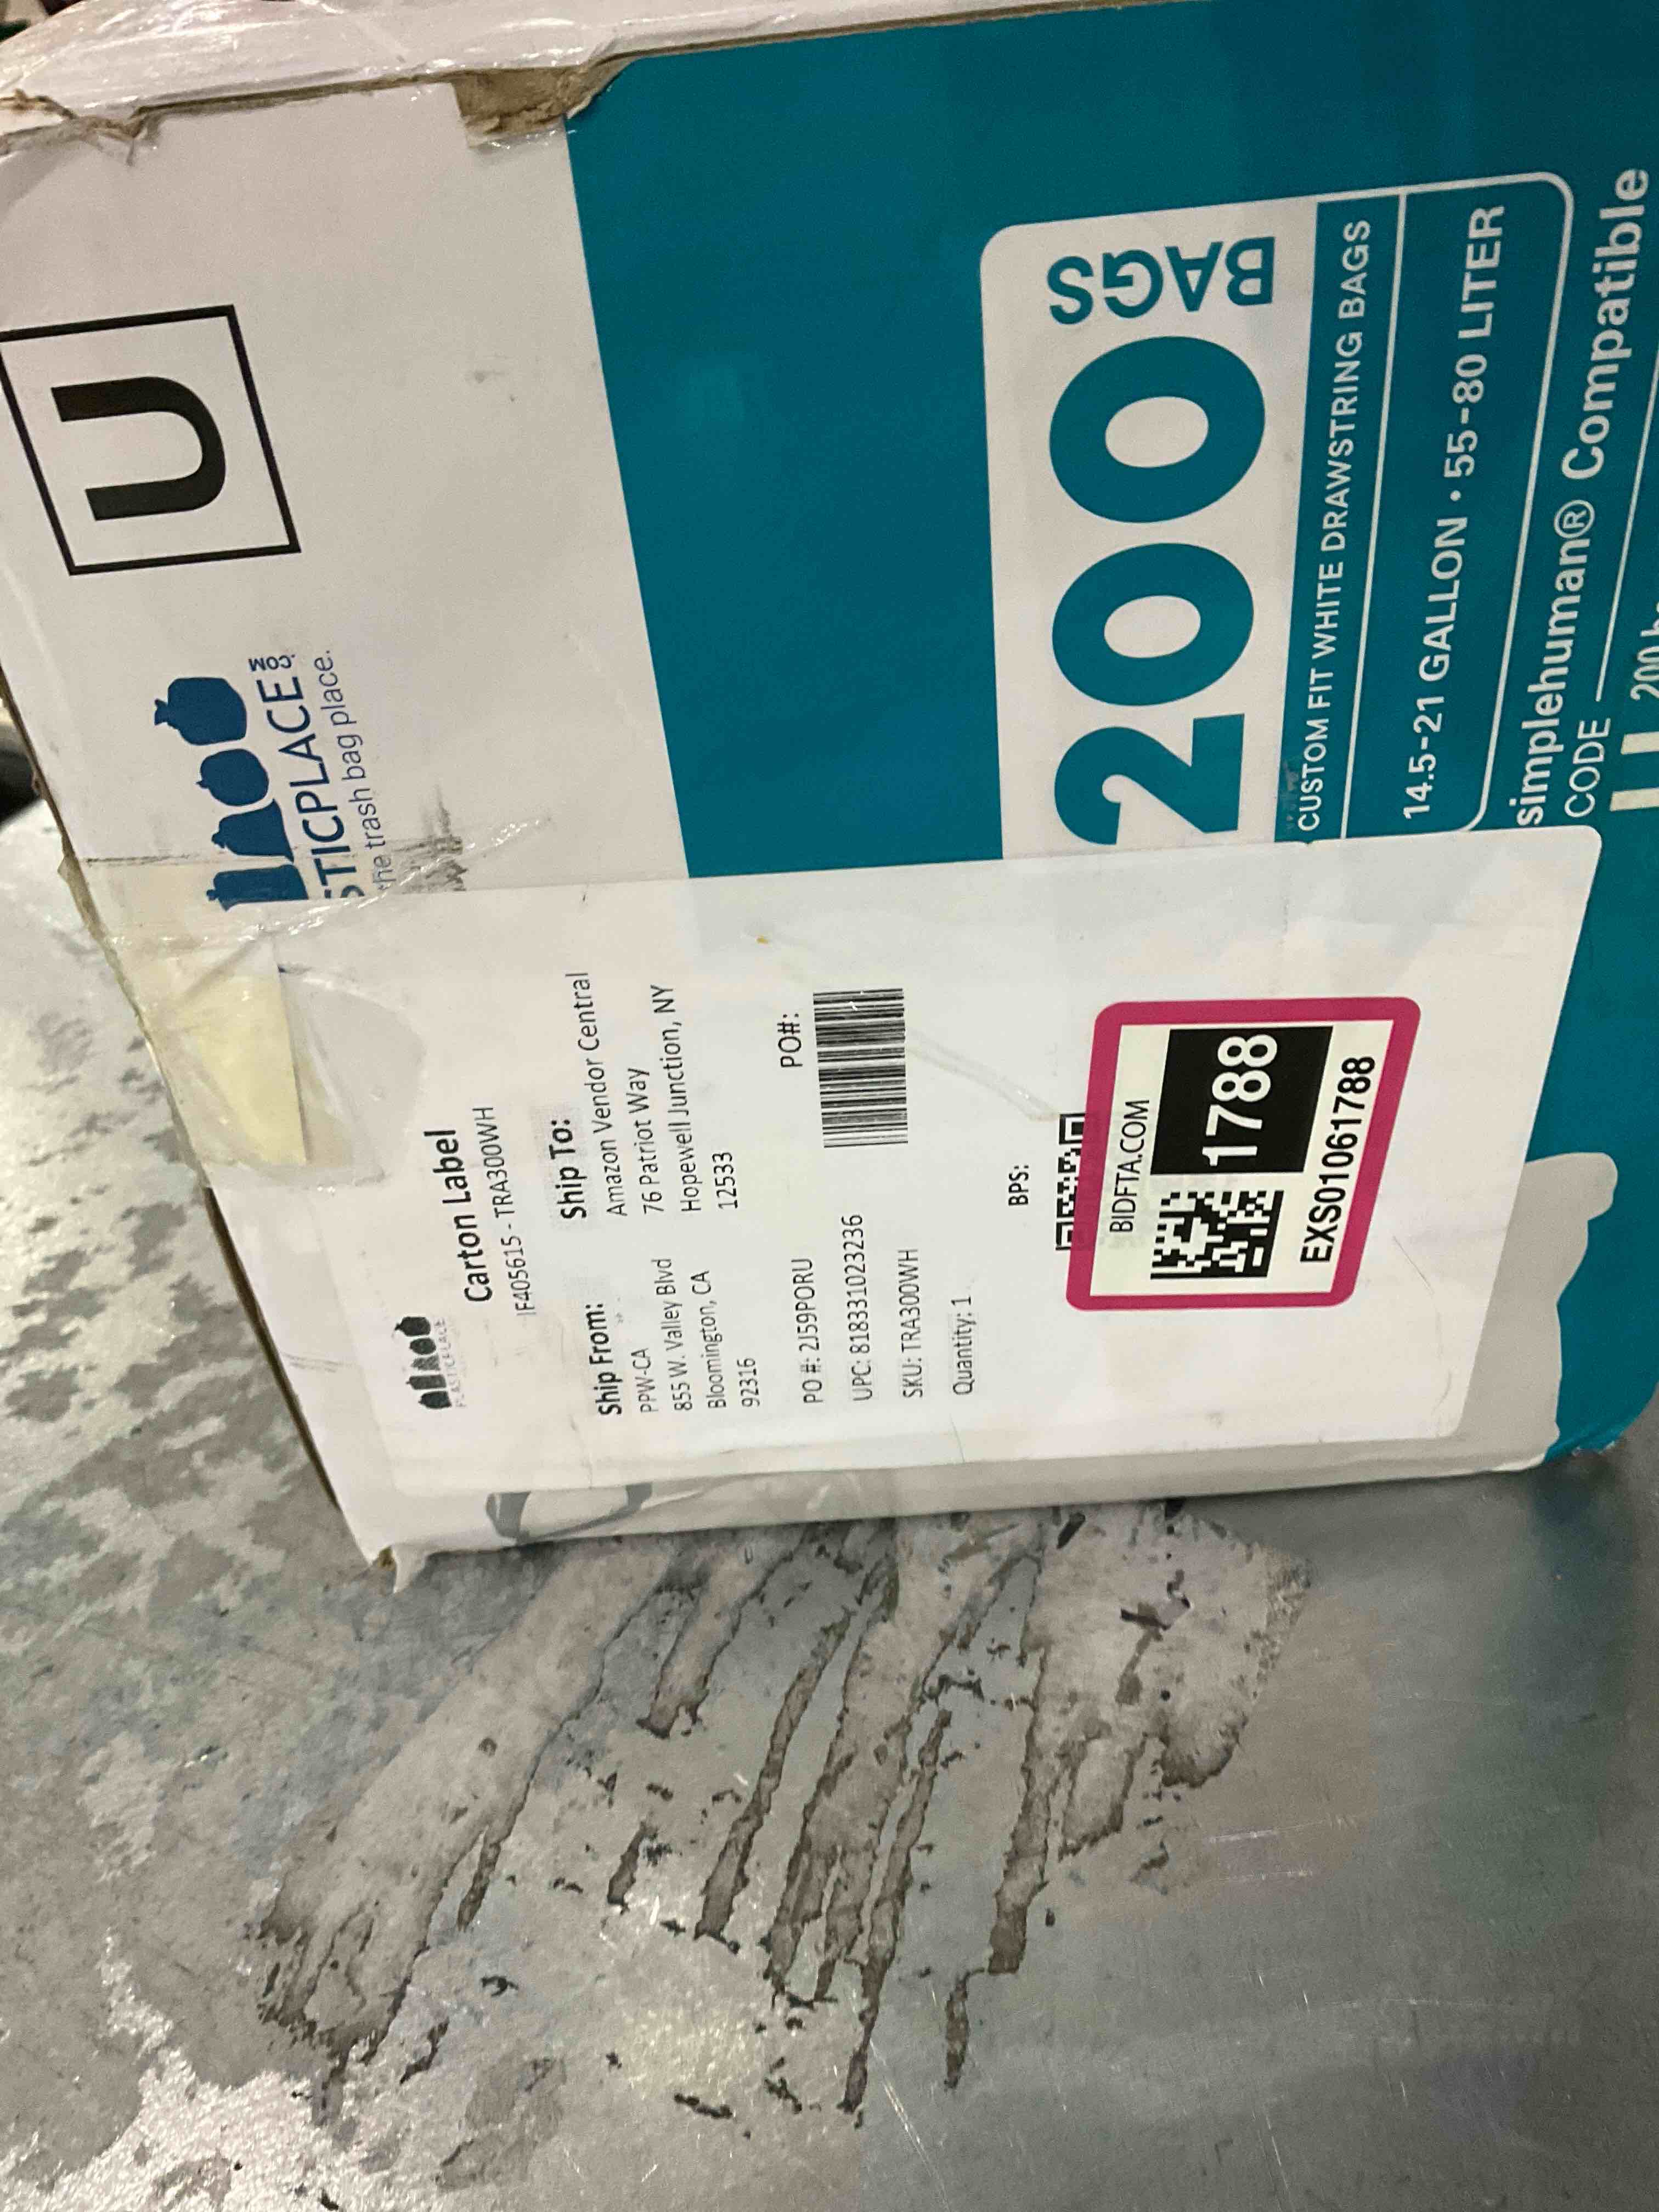 U
STICPLACE.COM
the trash bag place.
200 BAGS
CUSTOM FIT WHITE DRAWSTRING BAGS
14.5-21 GALLON • 55-80 LITER
simplehuman® Compatible
CODE
200
PLASTICPLACE
Carton Label
IF405615 - TRA300WH
Ship From:
PPW-CA
855 W. Valley Blvd
Bloomington, CA
92316
Ship To:
Amazon Vendor Central
76 Patriot Way
Hopewell Junction, NY
12533
PO #: 2J59PORU
PO#:
UPC: 818331023236
SKU: TRA300WH
Quantity: 1
BPS:
BIDFTA.COM
1788
EXS01061788